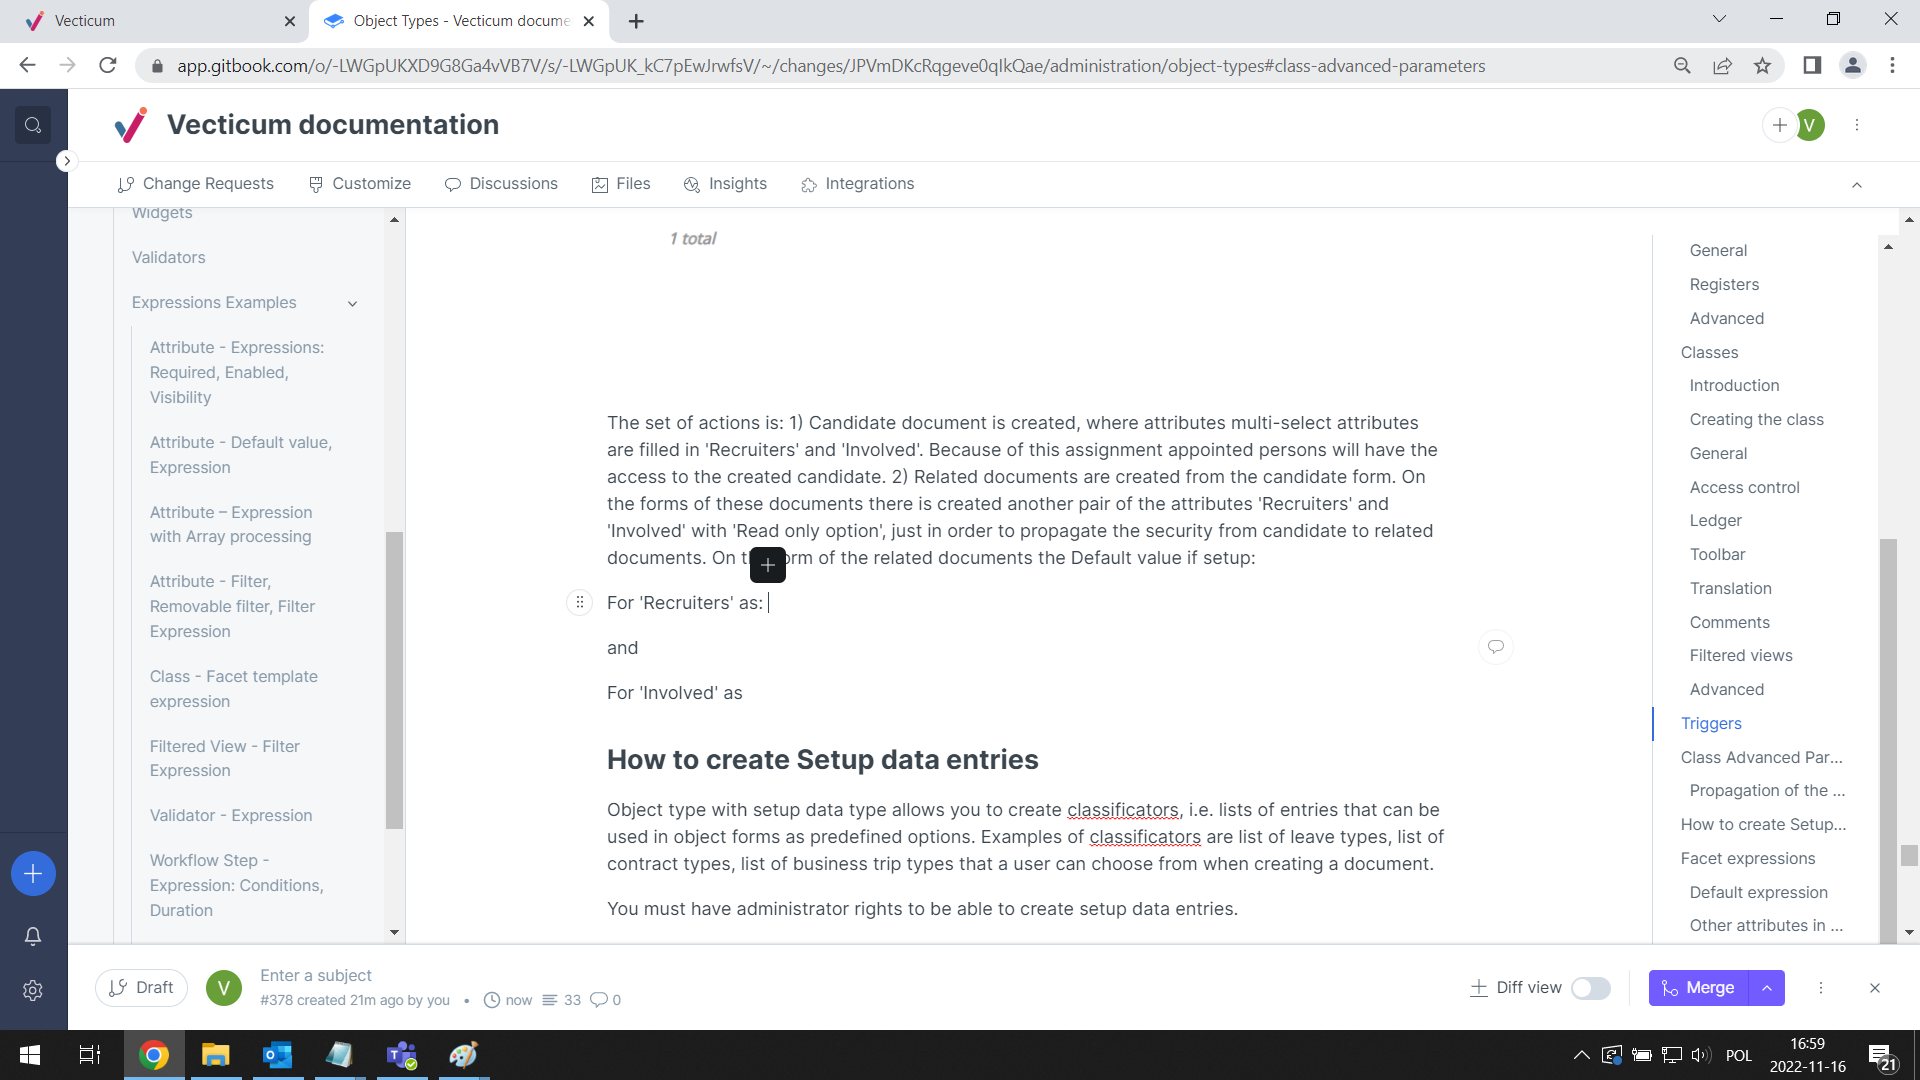 Vecticum
Object Types - Vecticum docume
app.gitbook.com/o/-LWGpUKXD9G8Ga4vVB7V/s/-LWGpUK_kC7pEwJrwfsV/~/changes/JPVmDKcRqgeve0qIkQae/administration/object-types#class-advanced-parameters
Vecticum documentation
V
Change Requests
Customize
Discussions
Files
Insights
Integrations
Widgets
Validators
Expressions Examples
Attribute - Expressions:
Required, Enabled,
Visibility
Attribute - Default value,
Expression
Attribute – Expression
with Array processing
Attribute - Filter,
Removable filter, Filter
Expression
Class - Facet template
expression
Filtered View - Filter
Expression
Validator - Expression
Workflow Step -
Expression: Conditions,
Duration
1 total
The set of actions is: 1) Candidate document is created, where attributes multi-select attributes
are filled in 'Recruiters' and 'Involved'. Because of this assignment appointed persons will have the
access to the created candidate. 2) Related documents are created from the candidate form. On
the forms of these documents there is created another pair of the attributes 'Recruiters' and
'Involved' with 'Read only option', just in order to propagate the security from candidate to related
documents. On t orm of the related documents the Default value if setup:
For 'Recruiters' as:
and
For 'Involved' as
How to create Setup data entries
Object type with setup data type allows you to create classificators, i.e. lists of entries that can be
used in object forms as predefined options. Examples of classificators are list of leave types, list of
contract types, list of business trip types that a user can choose from when creating a document.
You must have administrator rights to be able to create setup data entries.
General
Registers
Advanced
Classes
Introduction
Creating the class
General
Access control
Ledger
Toolbar
Translation
Comments
Filtered views
Advanced
Triggers
Class Advanced Par...
Propagation of the ...
How to create Setup...
Facet expressions
Default expression
Other attributes in ...
Draft
V
Enter a subject
#378 created 21m ago by you • now 33 0
Diff view
Merge
POL
16:59
2022-11-16
21